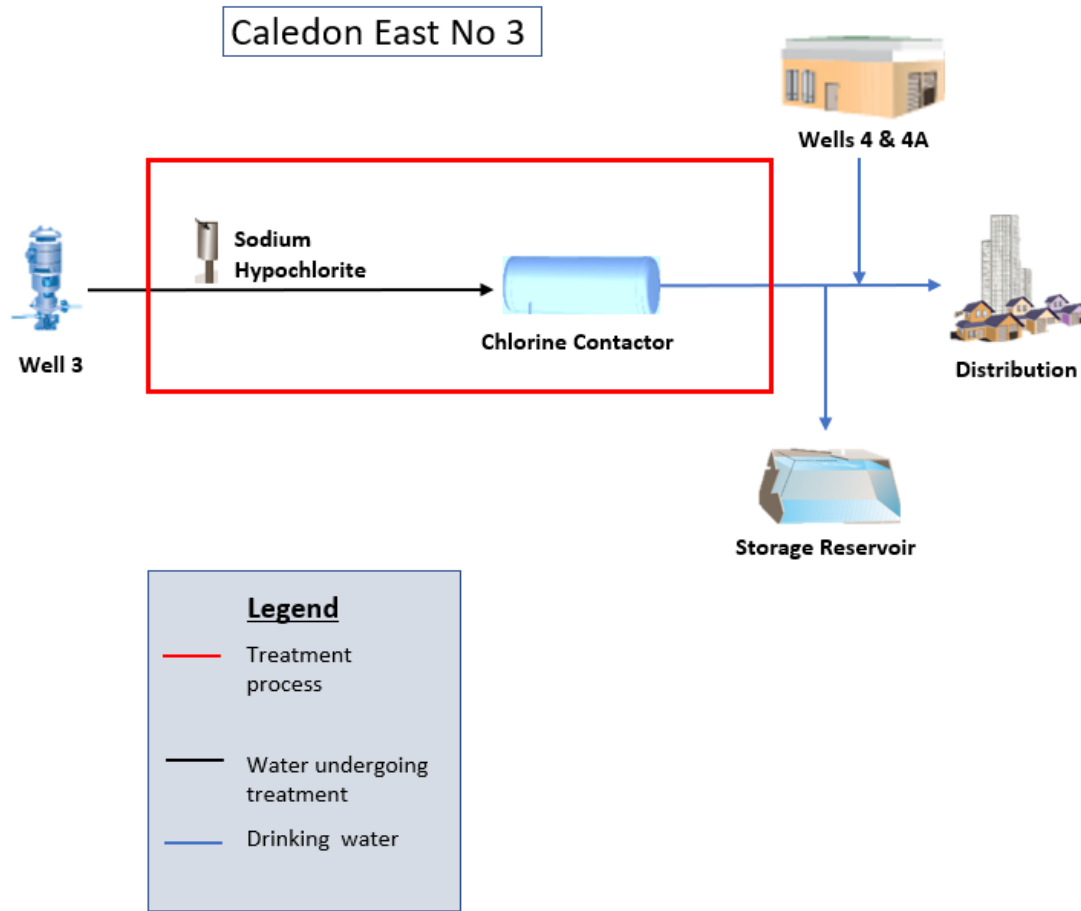 Caledon East No 3
Wells 4 & 4A
Sodium
Hypochlorite
Well 3
Chlorine Contactor
Distribution
Storage Reservoir
Legend
Treatment
process
Water undergoing
treatment
Drinking water